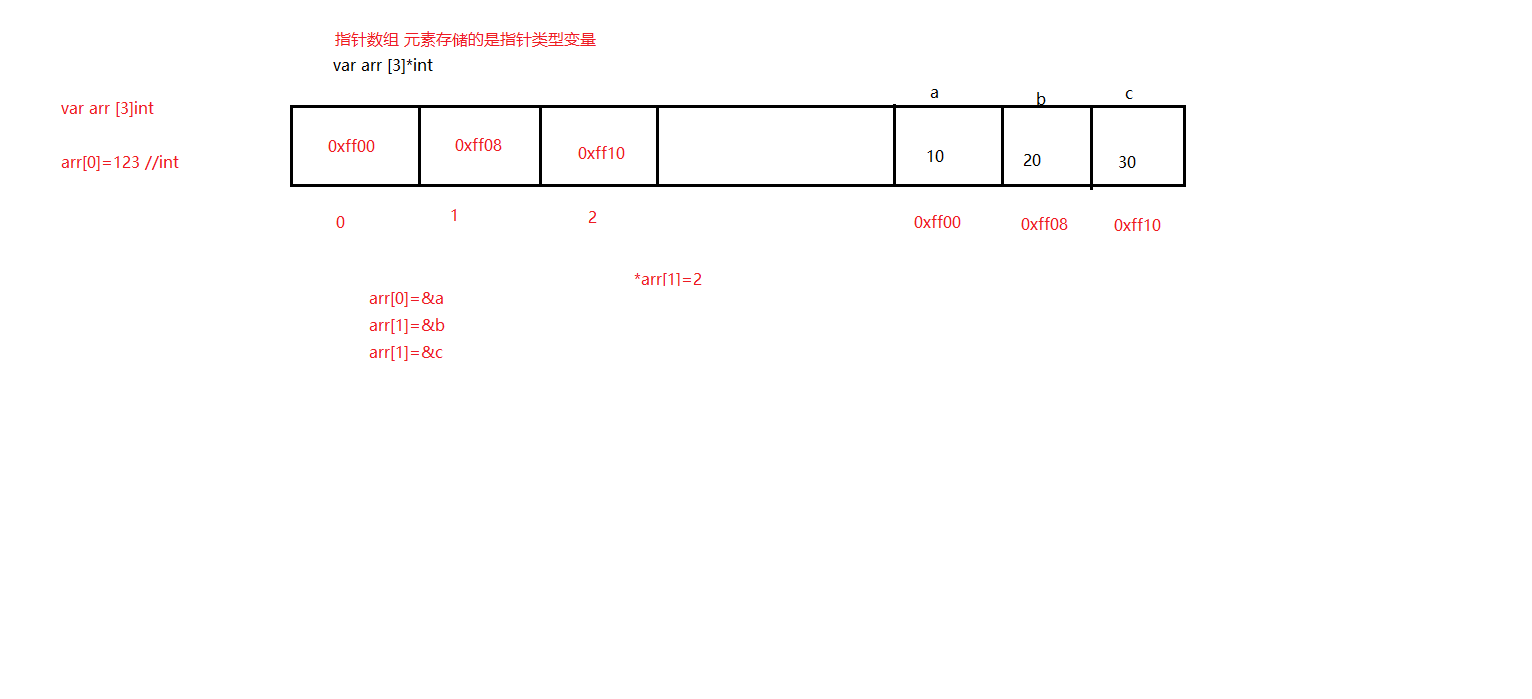 指针数组 元素存储的是指针类型变量
var arr [3]*int
var arr [3]int
arr[0]=123 //int
a b c
0xff00 0xff08 0xff10 10 20 30
0 1 2 0xff00 0xff08 0xff10
*arr[1]=2
arr[0]=&a
arr[1]=&b
arr[1]=&c